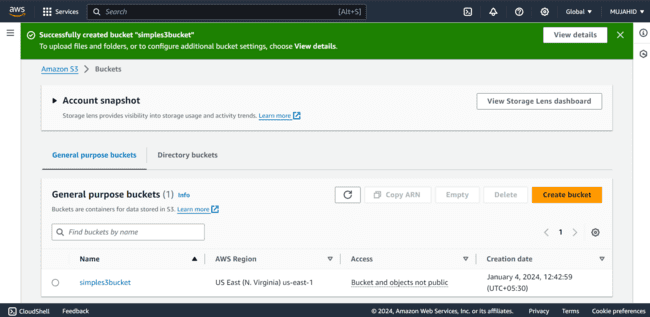 aws Services Search [Alt+S] Global MUJAHID
Successfully created bucket "simples3bucket"
To upload files and folders, or to configure additional bucket settings, choose View details.
View details
Amazon S3 > Buckets
Account snapshot
Storage lens provides visibility into storage usage and activity trends. Learn more
View Storage Lens dashboard
General purpose buckets Directory buckets
General purpose buckets (1) Info
Buckets are containers for data stored in S3. Learn more
Copy ARN Empty Delete Create bucket
Find buckets by name
1
Name AWS Region Access Creation date
simples3bucket US East (N. Virginia) us-east-1 Bucket and objects not public January 4, 2024, 12:42:59
(UTC+05:30)
CloudShell Feedback © 2024, Amazon Web Services, Inc. or its affiliates. Privacy Terms Cookie preferences